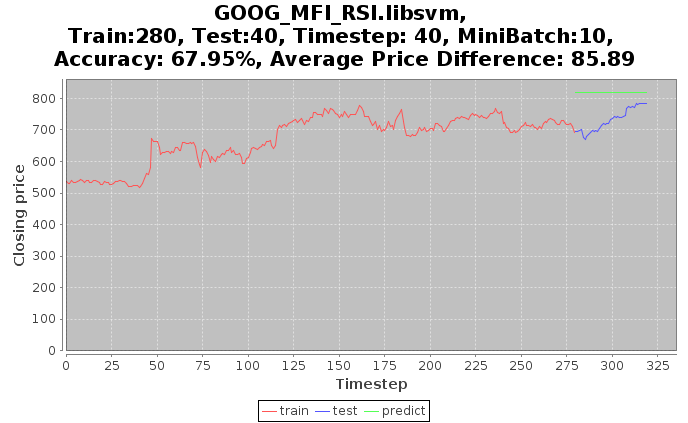 GOOG_MFI_RSI.libsvm,
Train:280, Test:40, Timestep: 40, MiniBatch:10,
Accuracy: 67.95%, Average Price Difference: 85.89
Closing price
800
700
600
500
400
300
200
100
0
0 25 50 75 100 125 150 175 200 225 250 275 300 325
Timestep
train test predict